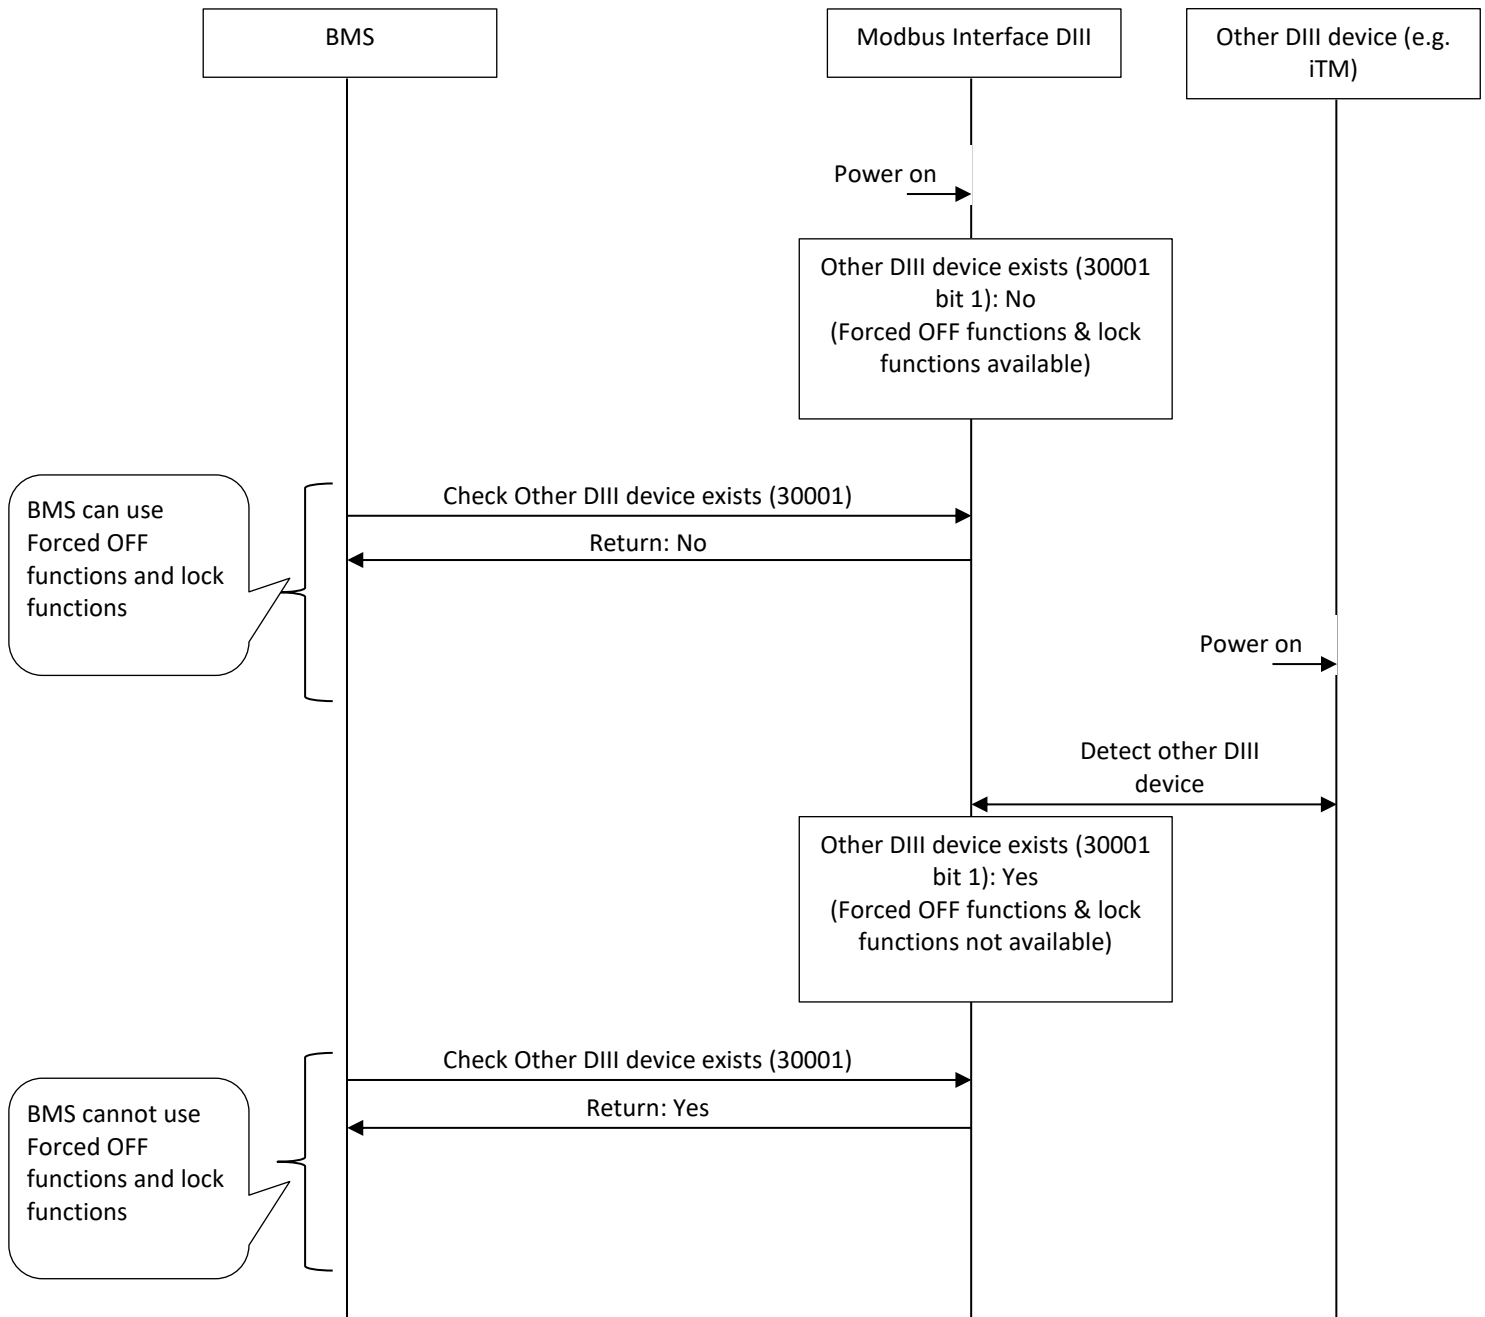 BMS
Modbus Interface DIII
Other DIII device (e.g.
iTM)
Power on
Other DIII device exists (30001
bit 1): No
(Forced OFF functions & lock
functions available)
Check Other DIII device exists (30001)
Return: No
BMS can use
Forced OFF
functions and lock
functions
Power on
Detect other DIII
device
Other DIII device exists (30001
bit 1): Yes
(Forced OFF functions & lock
functions not available)
Check Other DIII device exists (30001)
Return: Yes
BMS cannot use
Forced OFF
functions and lock
functions